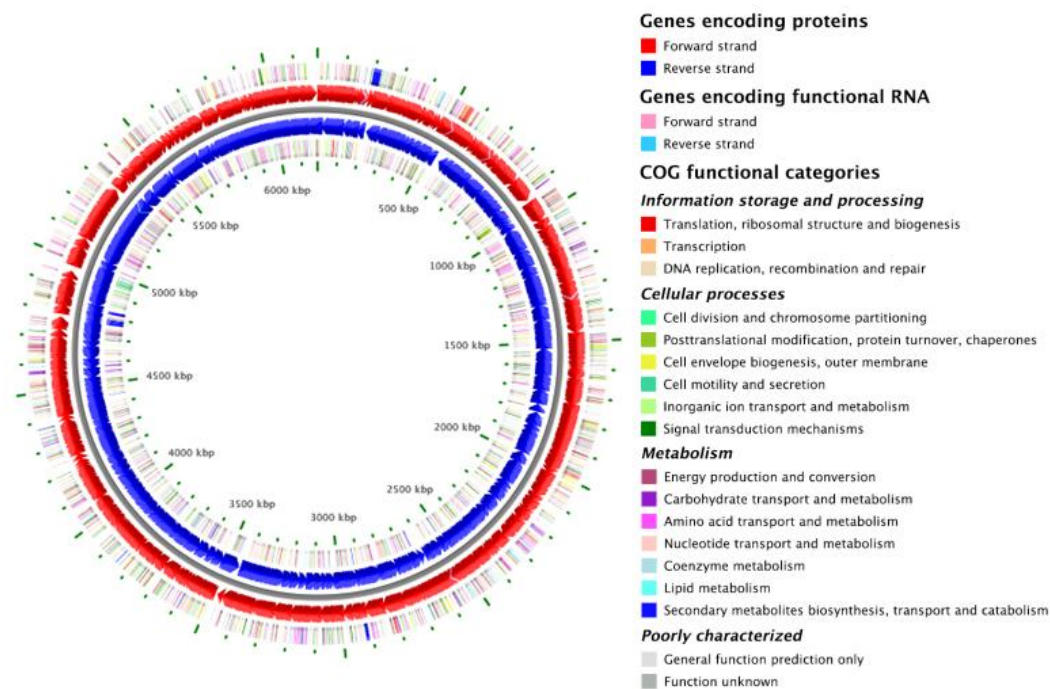 6000 kbp
500 kbp
5500 kbp
1000 kbp
5000 kbp
1500 kbp
4500 kbp
2000 kbp
4000 kbp
2500 kbp
3500 kbp
3000 kbp
Genes encoding proteins
Forward strand
Reverse strand
Genes encoding functional RNA
Forward strand
Reverse strand
COG functional categories
Information storage and processing
Translation, ribosomal structure and biogenesis
Transcription
DNA replication, recombination and repair
Cellular processes
Cell division and chromosome partitioning
Posttranslational modification, protein turnover, chaperones
Cell envelope biogenesis, outer membrane
Cell motility and secretion
Inorganic ion transport and metabolism
Signal transduction mechanisms
Metabolism
Energy production and conversion
Carbohydrate transport and metabolism
Amino acid transport and metabolism
Nucleotide transport and metabolism
Coenzyme metabolism
Lipid metabolism
Secondary metabolites biosynthesis, transport and catabolism
Poorly characterized
General function prediction only
Function unknown